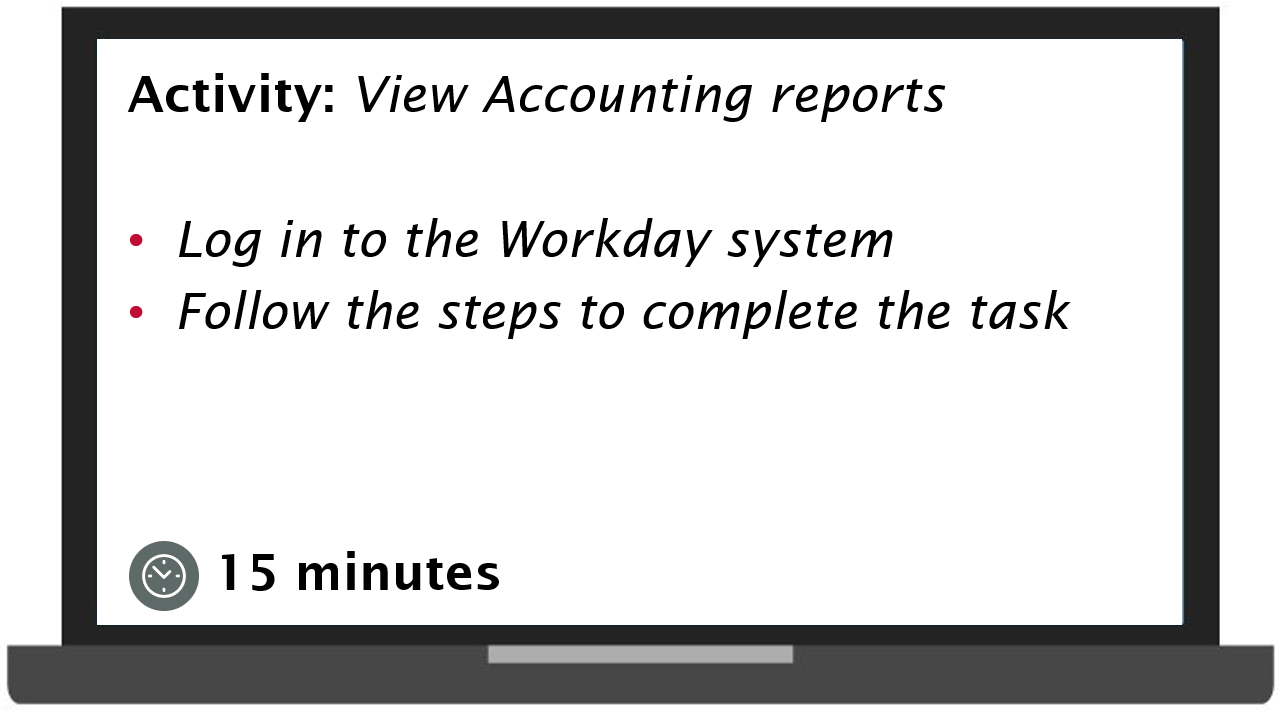 Activity: View Accounting reports
• Log in to the Workday system
• Follow the steps to complete the task
15 minutes